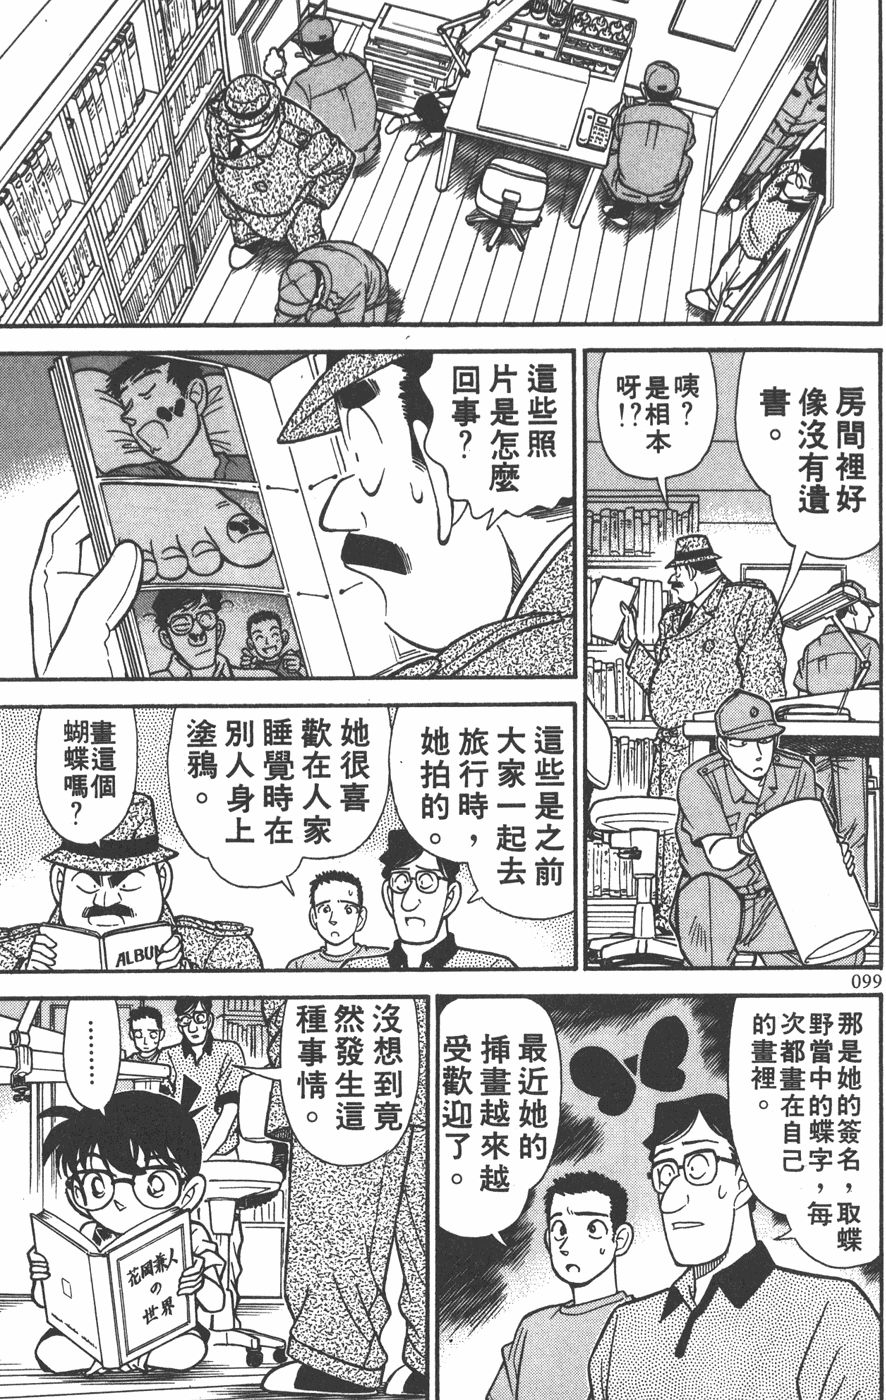 房間裡好
像沒有遺
書。
咦？
是相本
呀！？
這些照
片是怎麼
回事？
這些是之前
大家一起去
旅行時，
她拍的。
她很喜
歡在人家
睡覺時在
別人身上
塗鴉。
畫這個
蝴蝶嗎？
ALBUM
099
那是她的簽名，取蝶
野當中的蝶字，每
次都畫在自己
的畫裡。
最近她的
挿畫越來越
受歡迎了。
沒想到竟
然發生這
種事情。
………
花岡兼人
の
世界